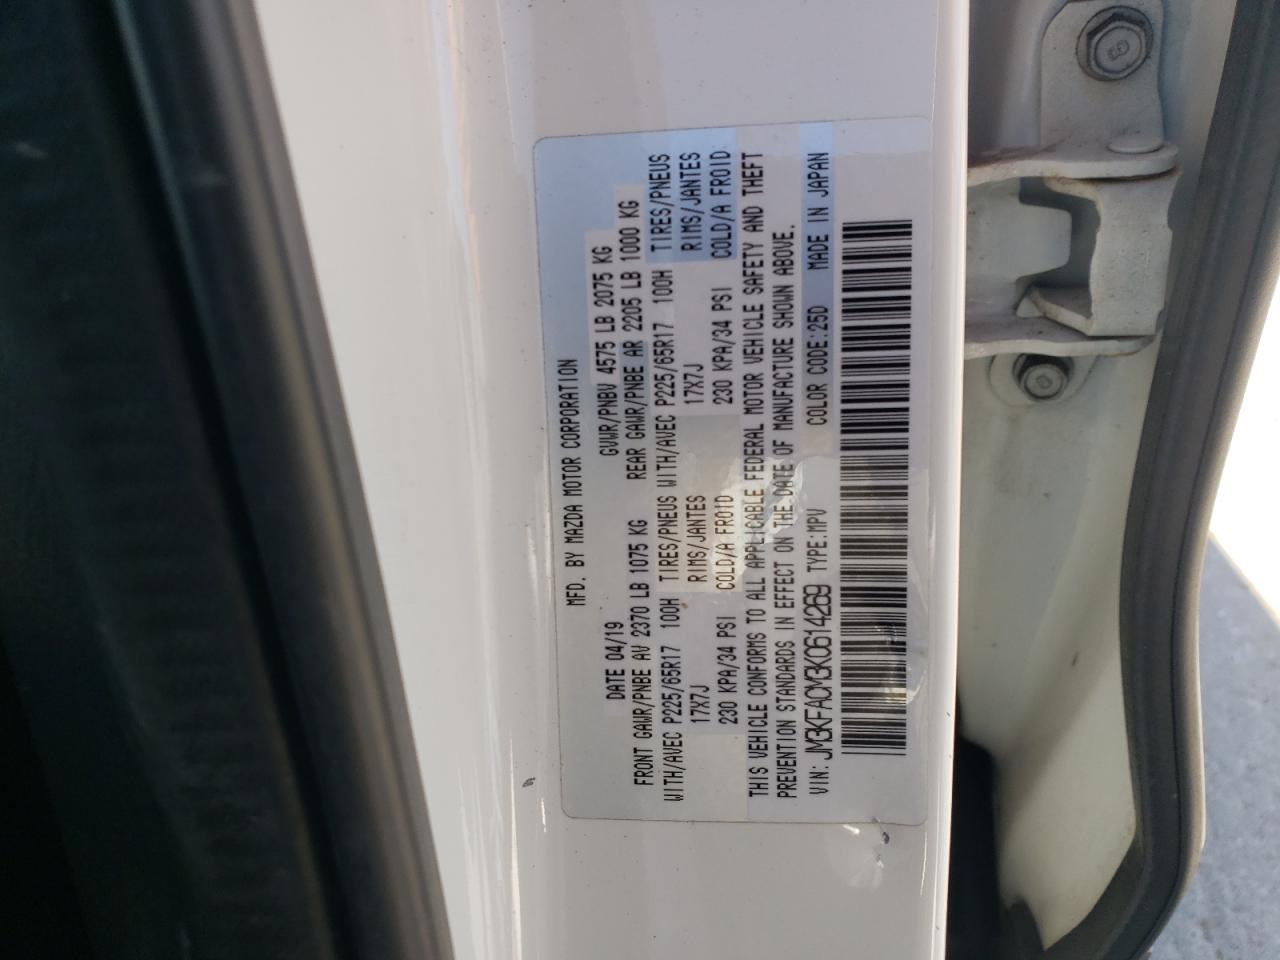 MFD. BY MAZDA MOTOR CORPORATION
DATE 04/19 GVWR/PNBV 4575 LB 2075 KG
FRONT GAWR/PNBE AV 2370 LB 1075 KG REAR GAWR/PNBE AR 2205 LB 1000 KG
WITH/AVEC P225/65R17 100H TIRES/PNEUS WITH/AVEC P225/65R17 100H TIRES/PNEUS
17X7J RIMS/JANTES 17X7J RIMS/JANTES
230 KPA/34 PSI COLD/A FROID 230 KPA/34 PSI COLD/A FROID
THIS VEHICLE CONFORMS TO ALL APPLICABLE FEDERAL MOTOR VEHICLE SAFETY AND THEFT
PREVENTION STANDARDS IN EFFECT ON THE DATE OF MANUFACTURE SHOWN ABOVE.
VIN: JM3KFACM3K0614269 TYPE:MPV COLOR CODE:25D MADE IN JAPAN